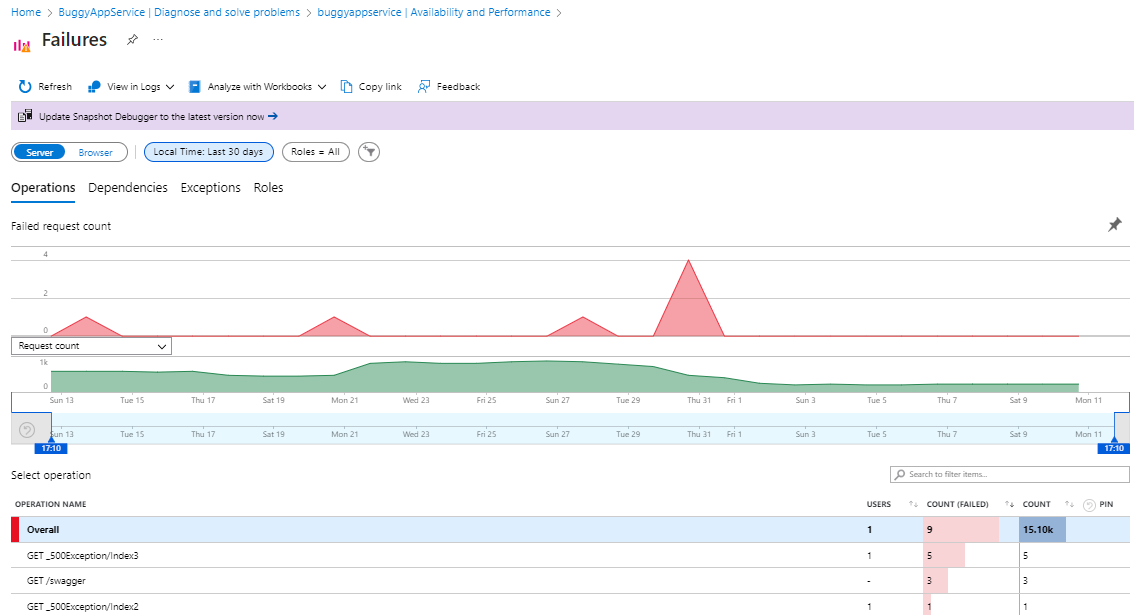 Home > BuggyAppService | Diagnose and solve problems > buggyappservice | Availability and Performance >
Failures ...
Refresh View in Logs Analyze with Workbooks Copy link Feedback
Update Snapshot Debugger to the latest version now →
Server Browser Local Time: Last 30 days Roles = All
Operations Dependencies Exceptions Roles
Failed request count
4
2
0
Request count
1k
0
Sun 13 Tue 15 Thu 17 Sat 19 Mon 21 Wed 23 Fri 25 Sun 27 Tue 29 Thu 31 Fri 1 Sun 3 Tue 5 Thu 7 Sat 9 Mon 11
Sun 13 Tue 15 Thu 17 Sat 19 Mon 21 Wed 23 Fri 25 Sun 27 Tue 29 Thu 31 Fri 1 Sun 3 Tue 5 Thu 7 Sat 9 Mon 11
17:10 17:10
Select operation Search to filter items...
OPERATION NAME USERS ↑↓ COUNT (FAILED) ↑↓ COUNT ↑↓ PIN
Overall 1 9 15.10k
GET _500Exception/Index3 1 5 5
GET /swagger - 3 3
GET _500Exception/Index2 1 1 1